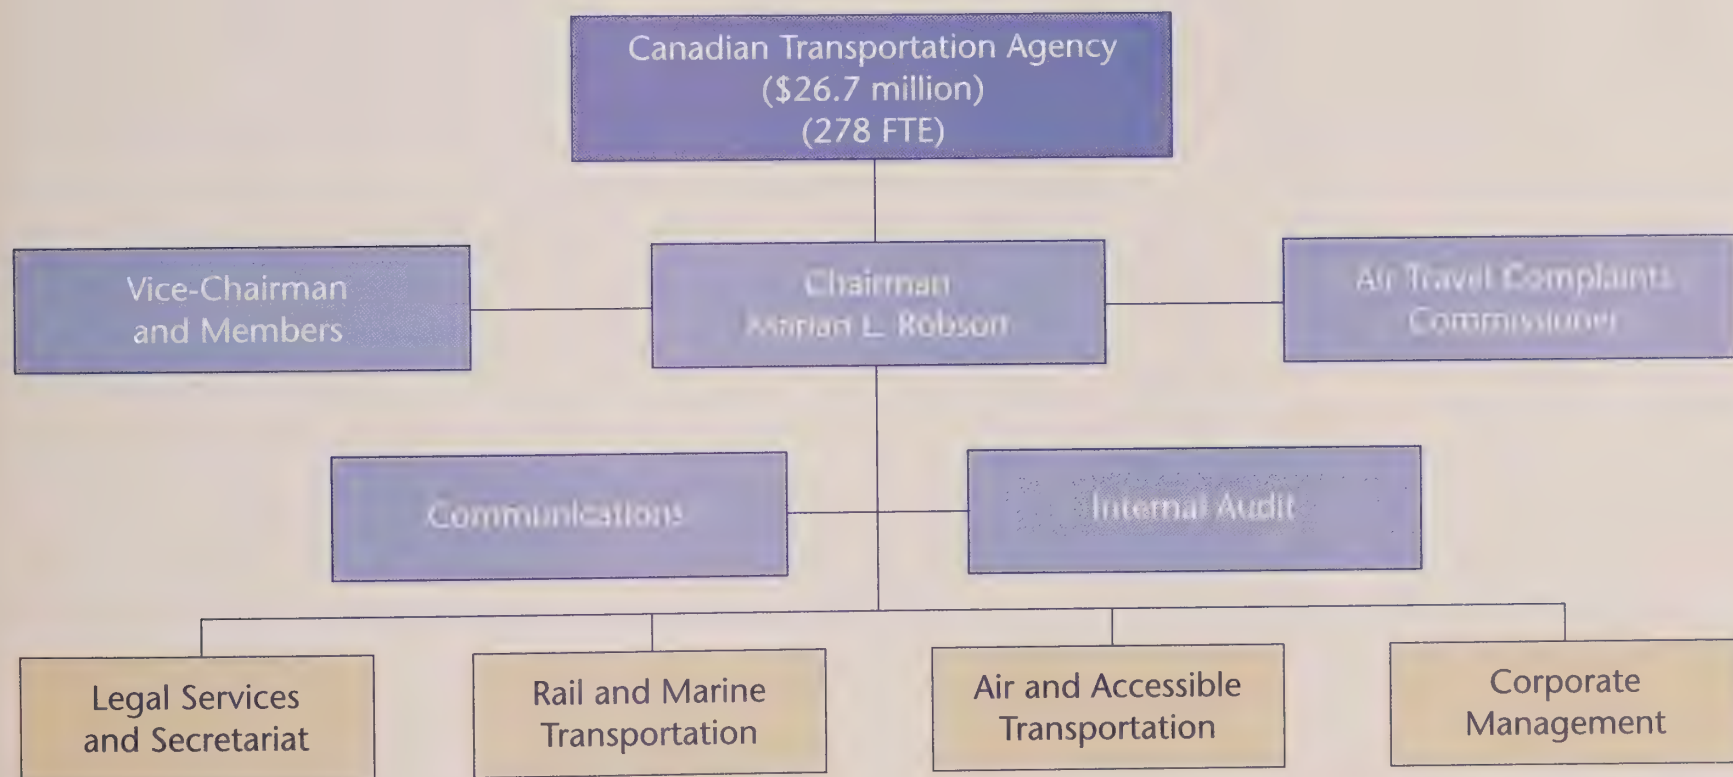 Canadian Transportation Agency
($26.7 million)
(278 FTE)
Vice-Chairman
and Members
Chairman
Marian L. Robson
Air Travel Complaints
Commissioner
Communications
Internal Audit
Legal Services
and Secretariat
Rail and Marine
Transportation
Air and Accessible
Transportation
Corporate
Management